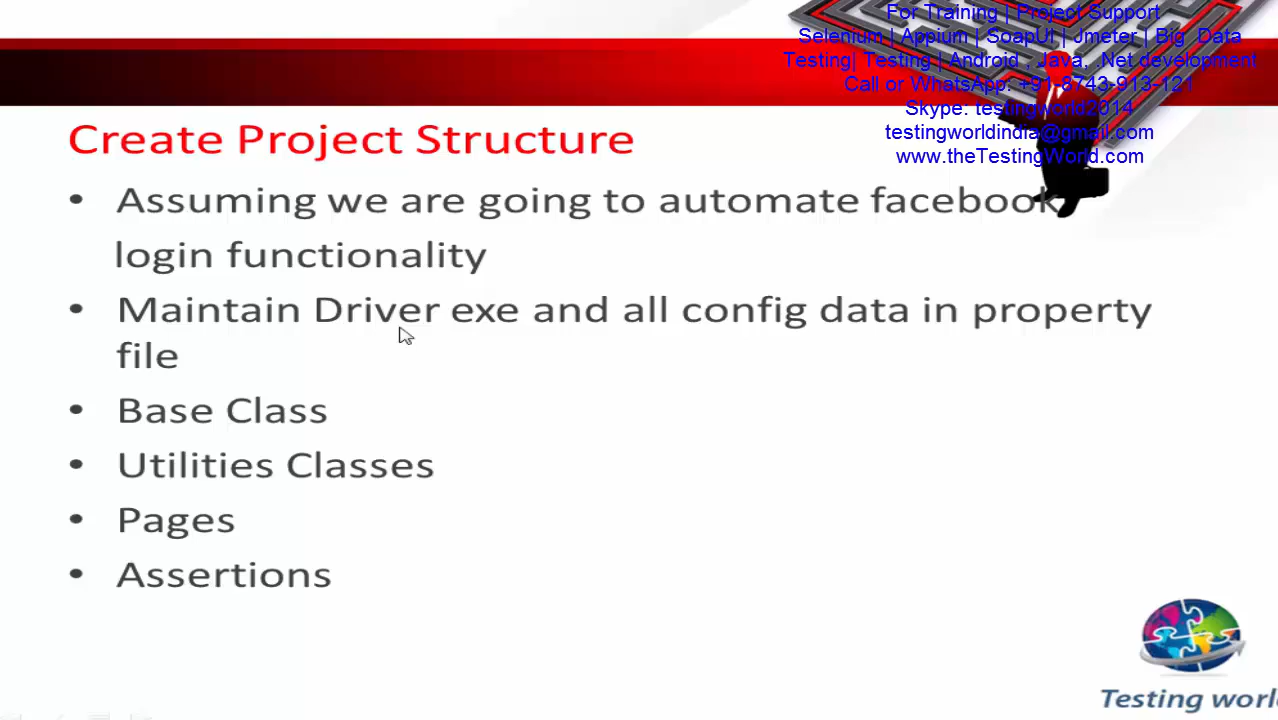 For Training | Project Support
Selenium | Appium | SoapUI | Jmeter | Big Data
Testing| Testing | Android , Java, .Net development
Call or WhatsApp: +91-8743-913-121
Skype: testingworld2014
testingworldindia@gmail.com
www.theTestingWorld.com
Create Project Structure
• Assuming we are going to automate facebook
login functionality
• Maintain Driver exe and all config data in property
file
• Base Class
• Utilities Classes
• Pages
• Assertions
Testing world